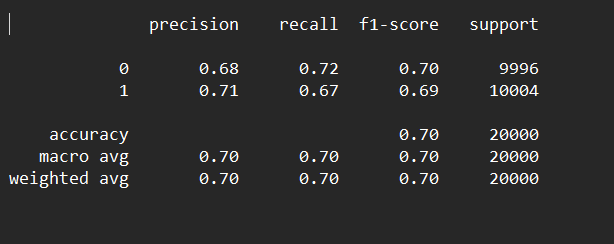 precision recall f1-score support
0 0.68 0.72 0.70 9996
1 0.71 0.67 0.69 10004
accuracy 0.70 20000
macro avg 0.70 0.70 0.70 20000
weighted avg 0.70 0.70 0.70 20000